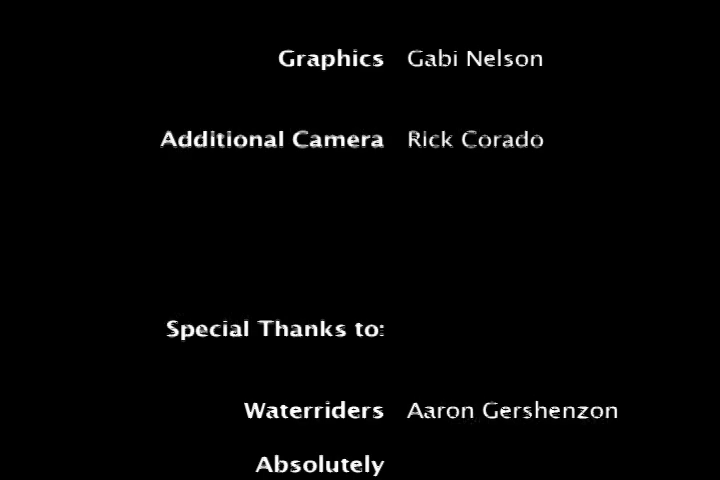 Graphics Gabi Nelson
Additional Camera Rick Corado
Special Thanks to:
Waterriders Aaron Gershenzon
Absolutely